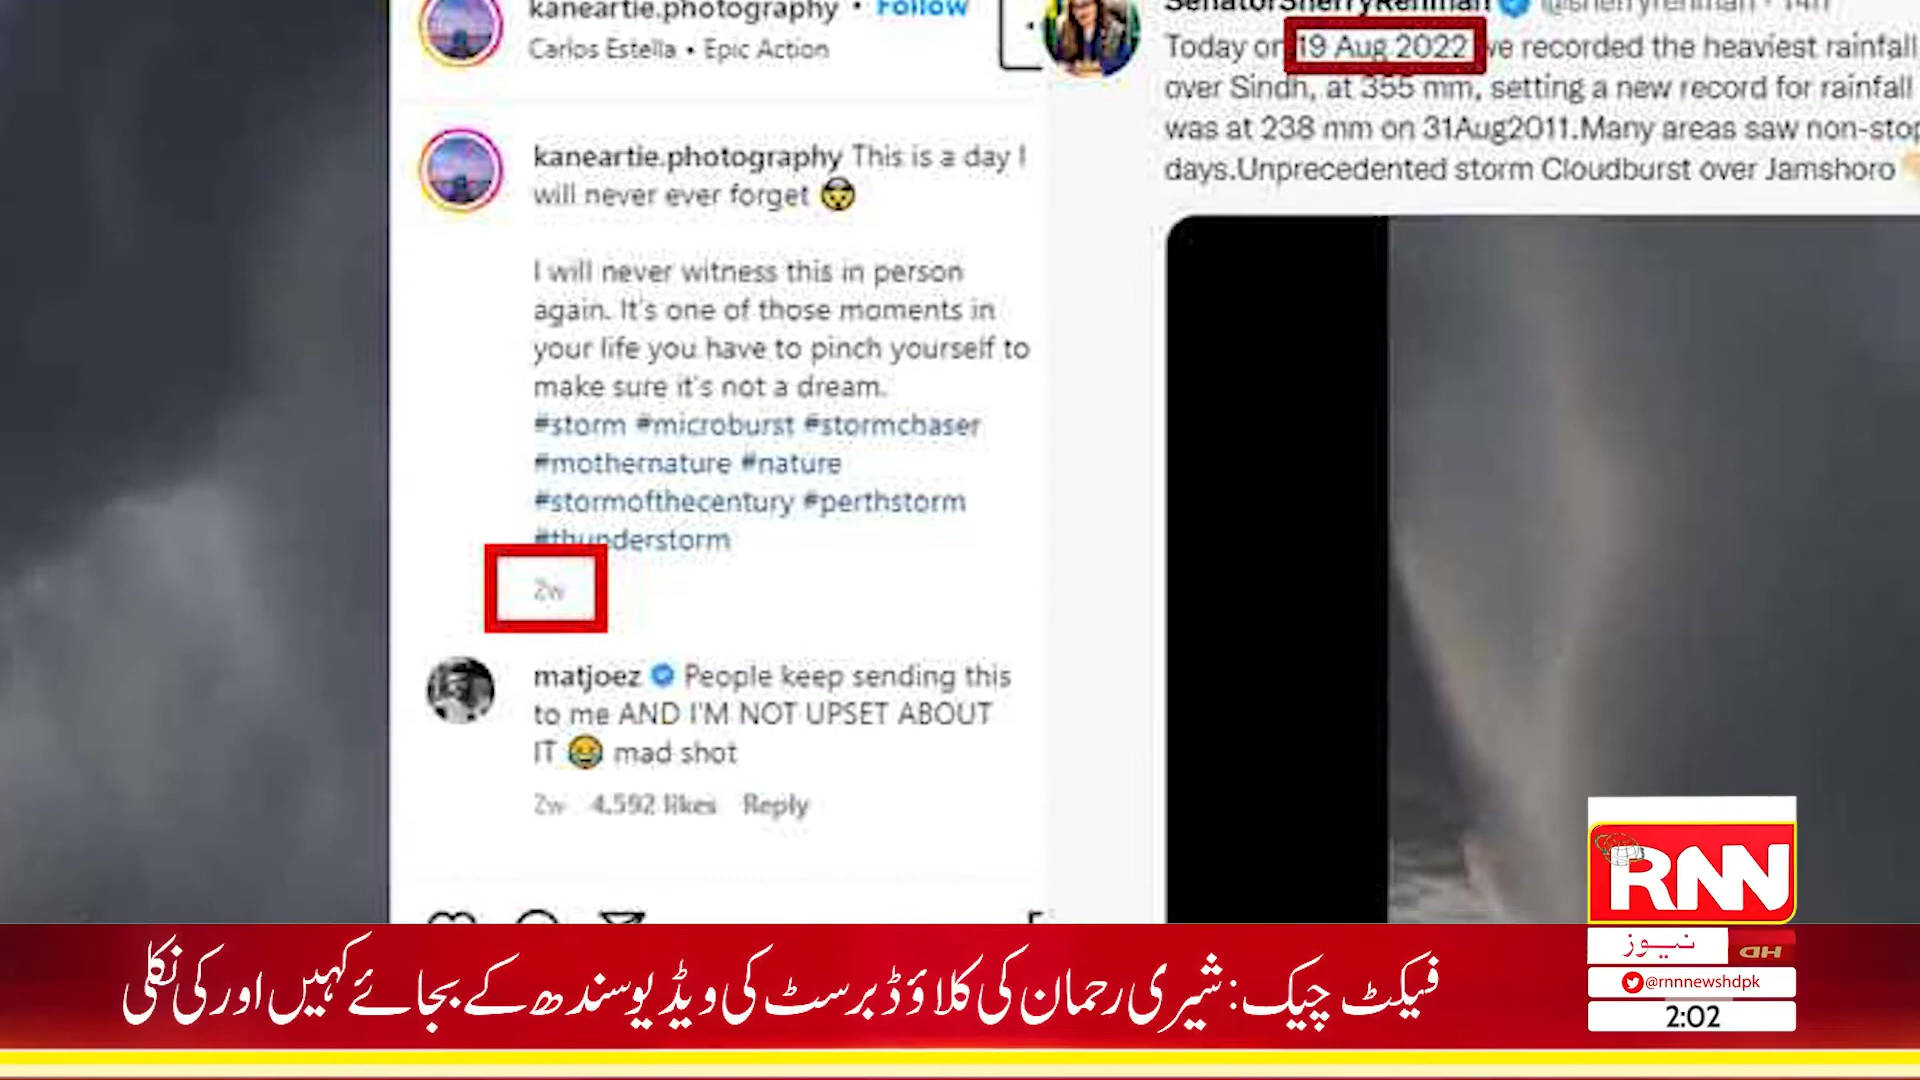 kaneartie.photography • Follow
Carlos Estella • Epic Action
kaneartie.photography This is a day I
will never ever forget 🤯
I will never witness this in person
again. It's one of those moments in
your life you have to pinch yourself to
make sure it's not a dream.
#storm #microburst #stormchaser
#mothernature #nature
#stormofthecentury #perthstorm
#thunderstorm
2w
matjoez People keep sending this
to me AND I'M NOT UPSET ABOUT
IT 😂 mad shot
2w 4,592 likes Reply
SenatorSherryRehman @sherryrehman · 14h
Today on 19 Aug 2022 we recorded the heaviest rainfall
over Sindh, at 355 mm, setting a new record for rainfall
was at 238 mm on 31Aug2011.Many areas saw non-stop
days.Unprecedented storm Cloudburst over Jamshoro
RNN
نیوز HD
@rnnnewshdpk
2:02
فیکٹ چیک: شیری رحمان کی کلاؤڈ برسٹ کی ویڈیو سندھ کے بجائے کہیں اور کی نکلی